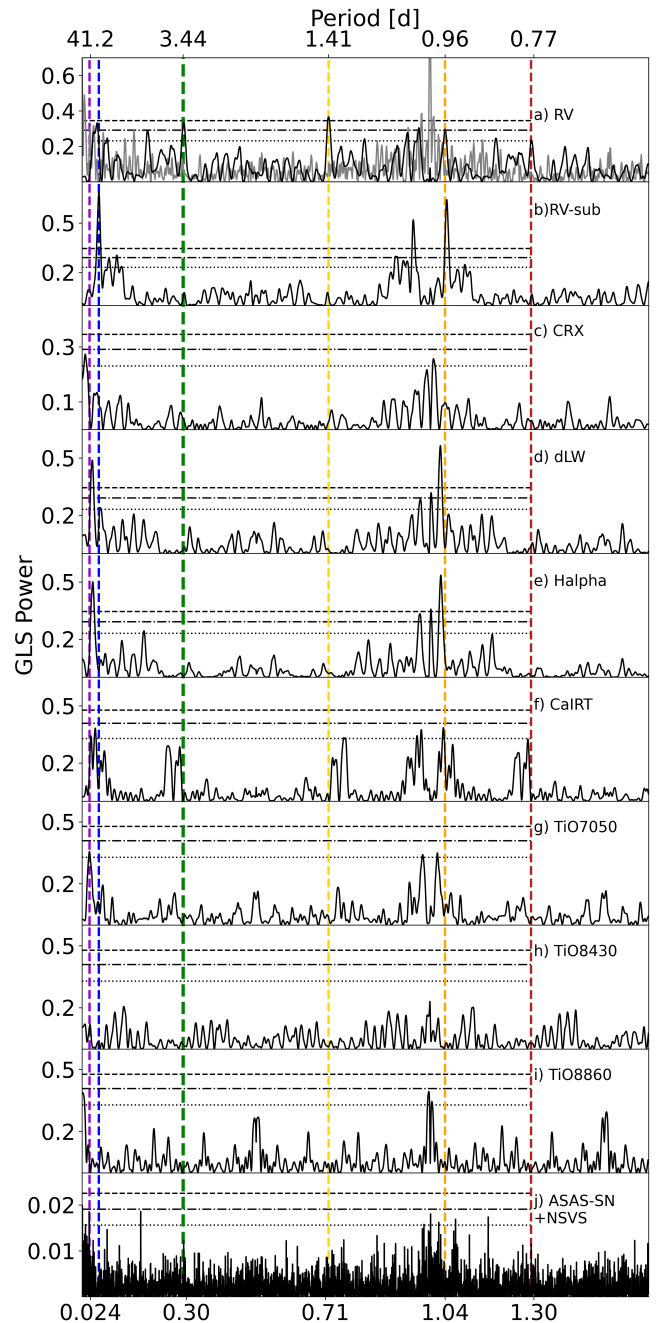 Period [d]
41.2 3.44 1.41 0.96 0.77
0.6
a) RV
0.4
0.2
b)RV-sub
0.5
0.2
c) CRX
0.3
0.1
d) dLW
0.5
0.2
e) Halpha
0.5
0.2
GLS Power
f) CaIRT
0.5
0.2
g) TiO7050
0.5
0.2
h) TiO8430
0.5
0.2
i) TiO8860
0.5
0.2
j) ASAS-SN
+NSVS
0.02
0.01
0.024 0.30 0.71 1.04 1.30